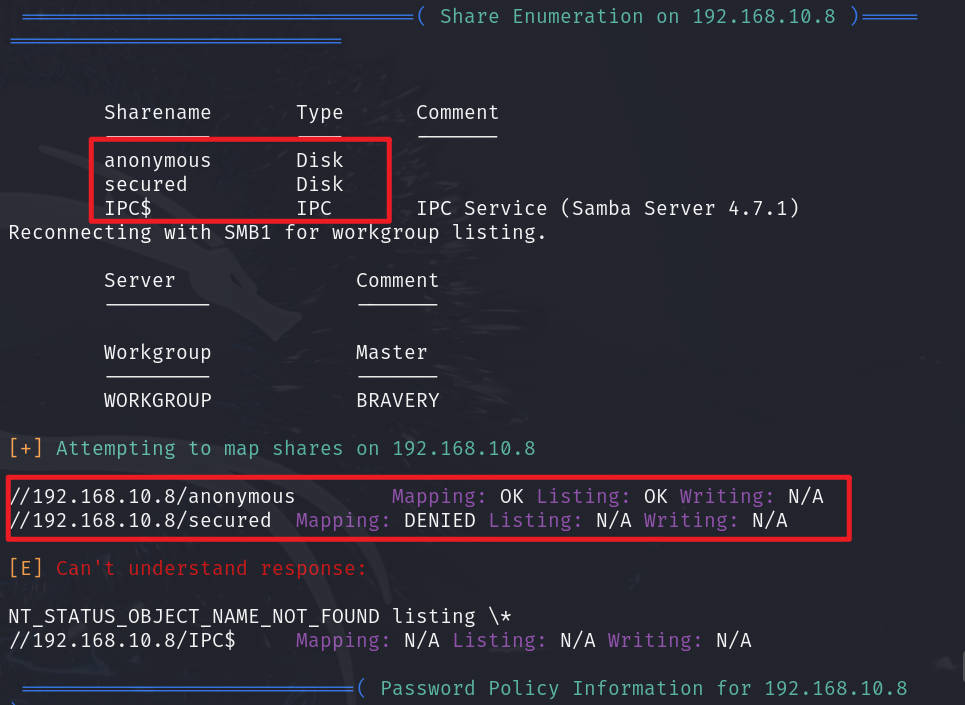 ( Share Enumeration on 192.168.10.8 )
Sharename Type Comment
anonymous Disk
secured Disk
IPC$ IPC IPC Service (Samba Server 4.7.1)
Reconnecting with SMB1 for workgroup listing.
Server Comment
Workgroup Master
WORKGROUP BRAVERY
[+] Attempting to map shares on 192.168.10.8
//192.168.10.8/anonymous Mapping: OK Listing: OK Writing: N/A
//192.168.10.8/secured Mapping: DENIED Listing: N/A Writing: N/A
[E] Can't understand response:
NT_STATUS_OBJECT_NAME_NOT_FOUND listing \*
//192.168.10.8/IPC$ Mapping: N/A Listing: N/A Writing: N/A
( Password Policy Information for 192.168.10.8